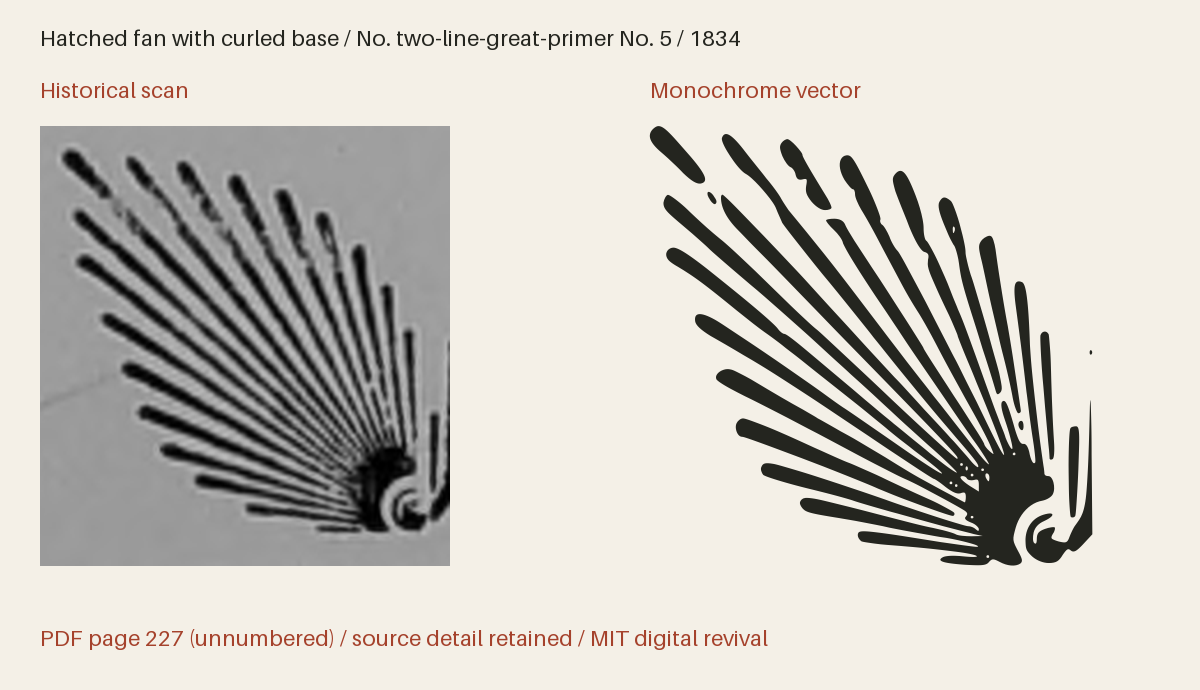 Hatched fan with curled base / No. two-line-great-primer No. 5 / 1834
Historical scan
Monochrome vector
PDF page 227 (unnumbered) / source detail retained / MIT digital revival